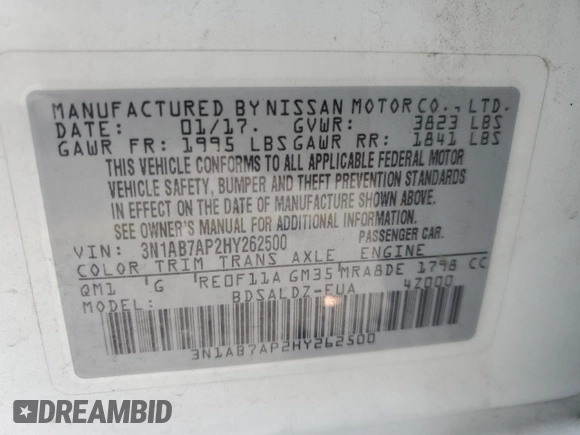 MANUFACTURED BY NISSAN MOTOR CO., LTD.
DATE: 01/17. GVWR: 3823 LBS
GAWR FR: 1995 LBS GAWR RR: 1841 LBS
THIS VEHICLE CONFORMS TO ALL APPLICABLE FEDERAL MOTOR
VEHICLE SAFETY, BUMPER AND THEFT PREVENTION STANDARDS
IN EFFECT ON THE DATE OF MANUFACTURE SHOWN ABOVE.
SEE OWNER'S MANUAL FOR ADDITIONAL INFORMATION.
VIN: 3N1AB7AP2HY262500 PASSENGER CAR.
COLOR TRIM TRANS AXLE ENGINE
QM1 G RE0F11A GM35 MRA8DE 1798 CC
MODEL: BDSALDZ-EUA 4Z000
3N1AB7AP2HY262500
DREAMBID